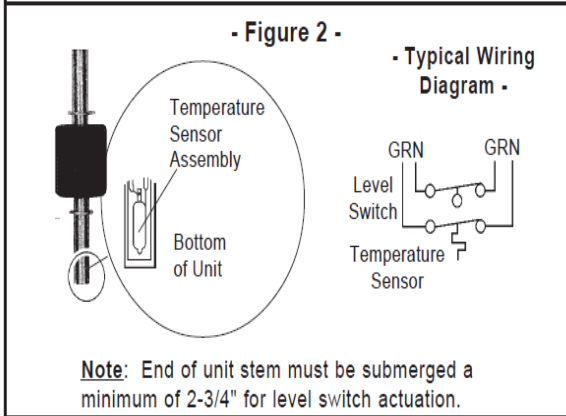 - Figure 2 -
- Typical Wiring
Diagram -
Temperature
Sensor
Assembly
Bottom
of Unit
GRN GRN
Level
Switch
Temperature
Sensor
Note: End of unit stem must be submerged a
minimum of 2-3/4" for level switch actuation.